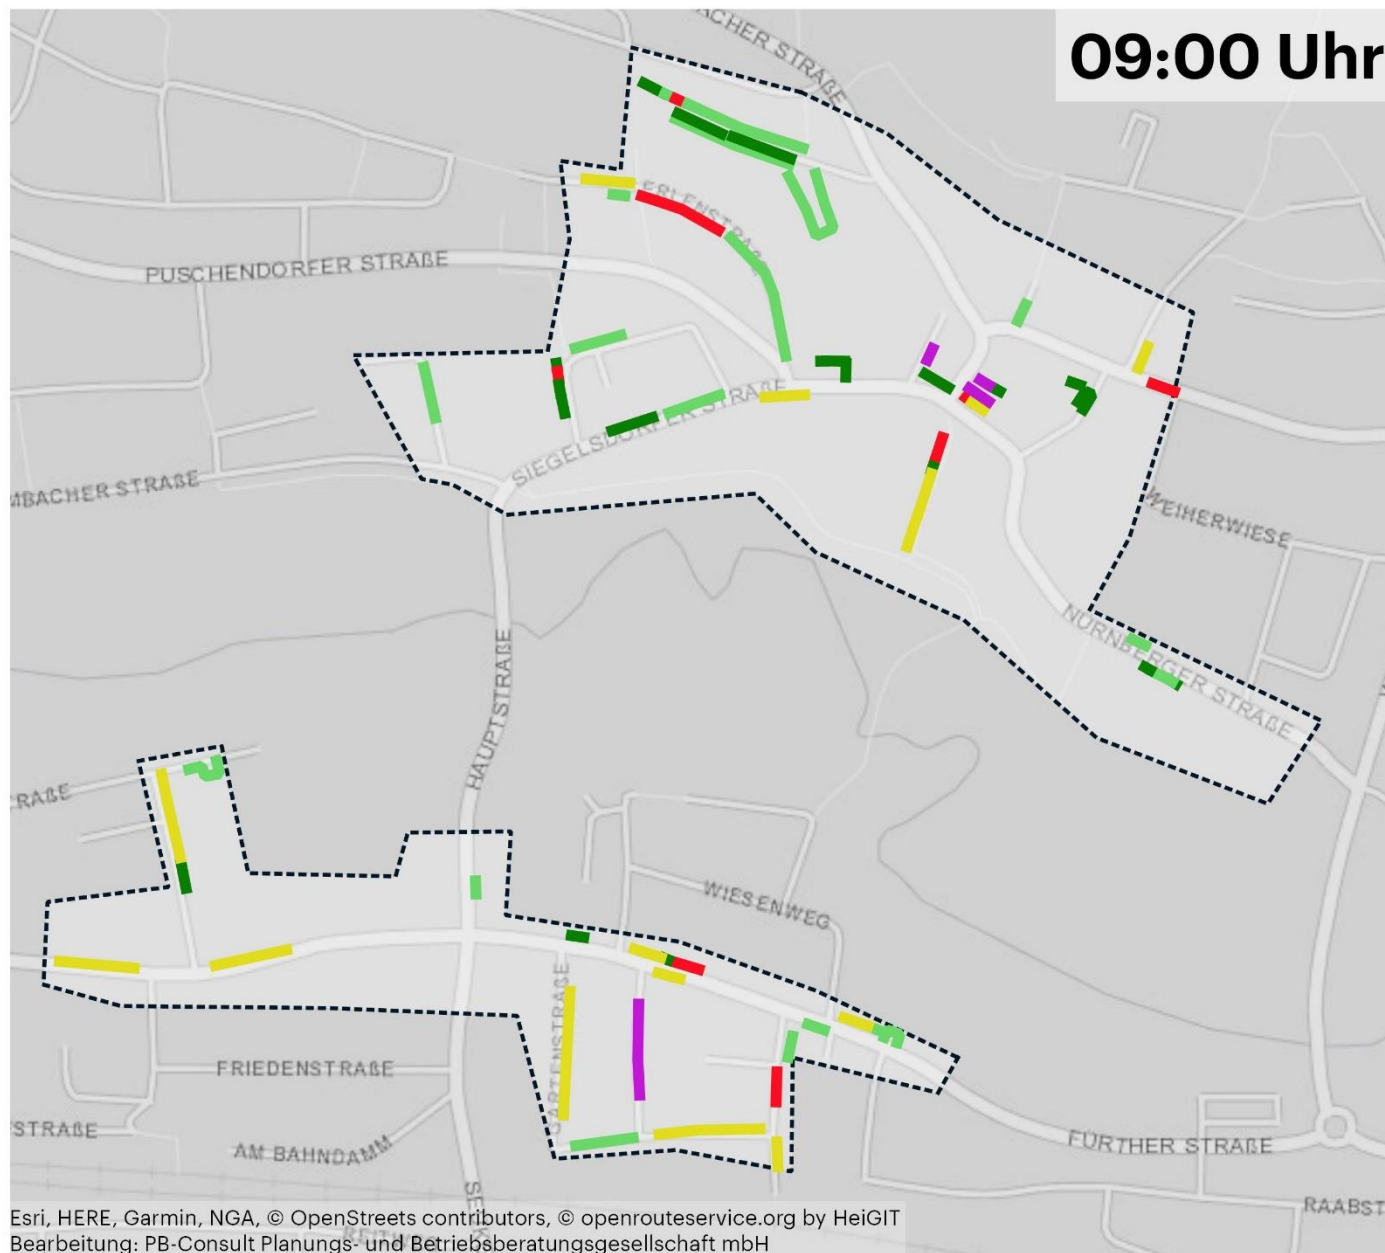 ACHER STRAßE
09:00 Uhr
ERLENSTRAßE
PUSCHENDORFER STRAßE
SIEGELSDORFER STRAßE
MBACHER STRAßE
WEIHERWIESE
NÜRNBERGER STRAßE
HAUPTSTRAßE
RAßE
WIESENWEG
GARTENSTRAßE
FRIEDENSTRAßE
STRAßE
AM BAHNDAMM
FÜRTHER STRAßE
RAABST
Esri, HERE, Garmin, NGA, © OpenStreets contributors, © openrouteservice.org by HeiGIT
REITWEG
Bearbeitung: PB-Consult Planungs- und Betriebsberatungsgesellschaft mbH